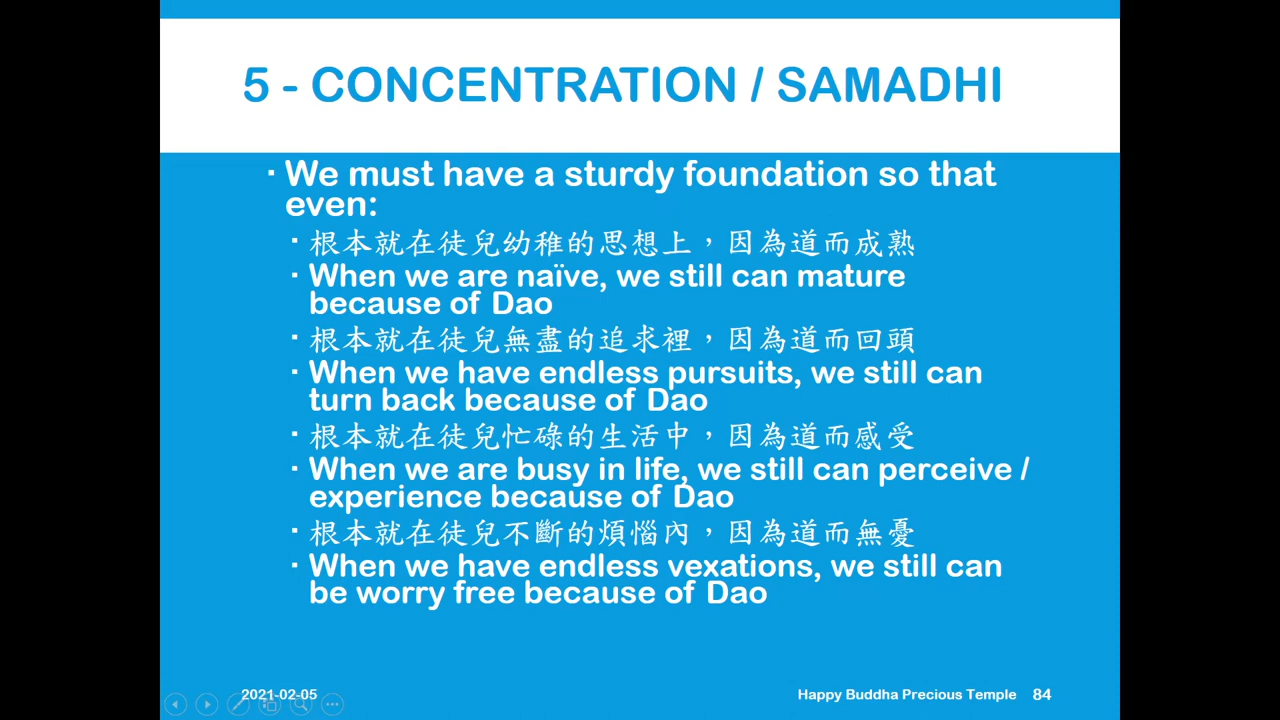 5 - CONCENTRATION / SAMADHI
▪ We must have a sturdy foundation so that
even:
▪ 根本就在徒兒幼稚的思想上，因為道而成熟
▪ When we are naïve, we still can mature
because of Dao
▪ 根本就在徒兒無盡的追求裡，因為道而回頭
▪ When we have endless pursuits, we still can
turn back because of Dao
▪ 根本就在徒兒忙碌的生活中，因為道而感受
▪ When we are busy in life, we still can perceive /
experience because of Dao
▪ 根本就在徒兒不斷的煩惱內，因為道而無憂
▪ When we have endless vexations, we still can
be worry free because of Dao
2021-02-05
Happy Buddha Precious Temple 84